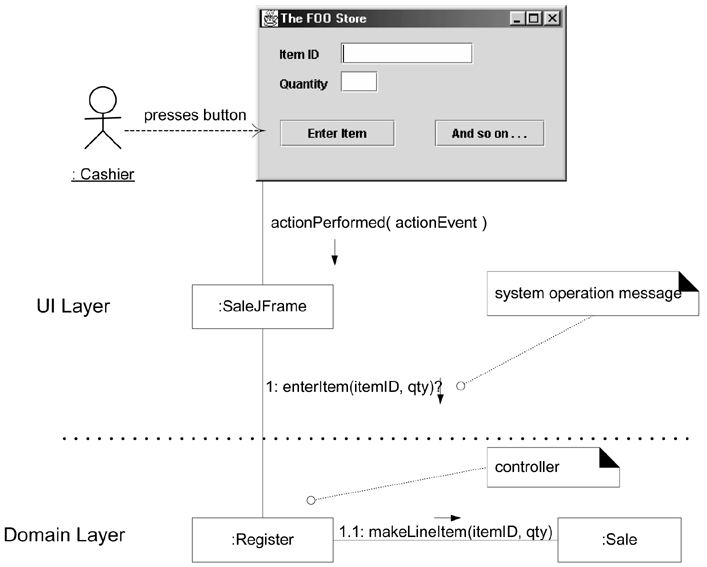 The FOO Store
Item ID
Quantity
Enter Item
And so on . . .
presses button
: Cashier
actionPerformed( actionEvent )
UI Layer
:SaleJFrame
system operation message
1: enterItem(itemID, qty)?
controller
Domain Layer
:Register
1.1: makeLineItem(itemID, qty)
:Sale